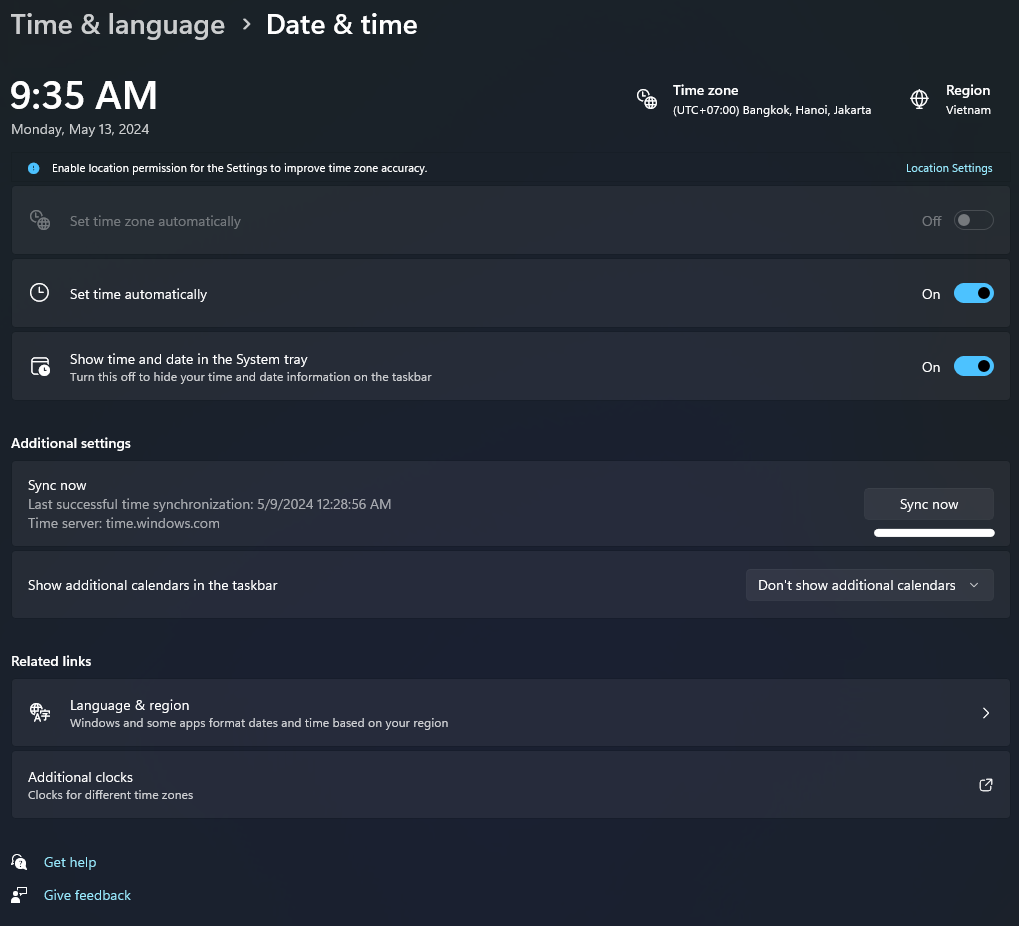 Time & language > Date & time
9:35 AM
Monday, May 13, 2024
Time zone
(UTC+07:00) Bangkok, Hanoi, Jakarta
Region
Vietnam
Enable location permission for the Settings to improve time zone accuracy.
Location Settings
Set time zone automatically
Off
Set time automatically
On
Show time and date in the System tray
Turn this off to hide your time and date information on the taskbar
On
Additional settings
Sync now
Last successful time synchronization: 5/9/2024 12:28:56 AM
Time server: time.windows.com
Sync now
Show additional calendars in the taskbar
Don't show additional calendars
Related links
Language & region
Windows and some apps format dates and time based on your region
Additional clocks
Clocks for different time zones
Get help
Give feedback